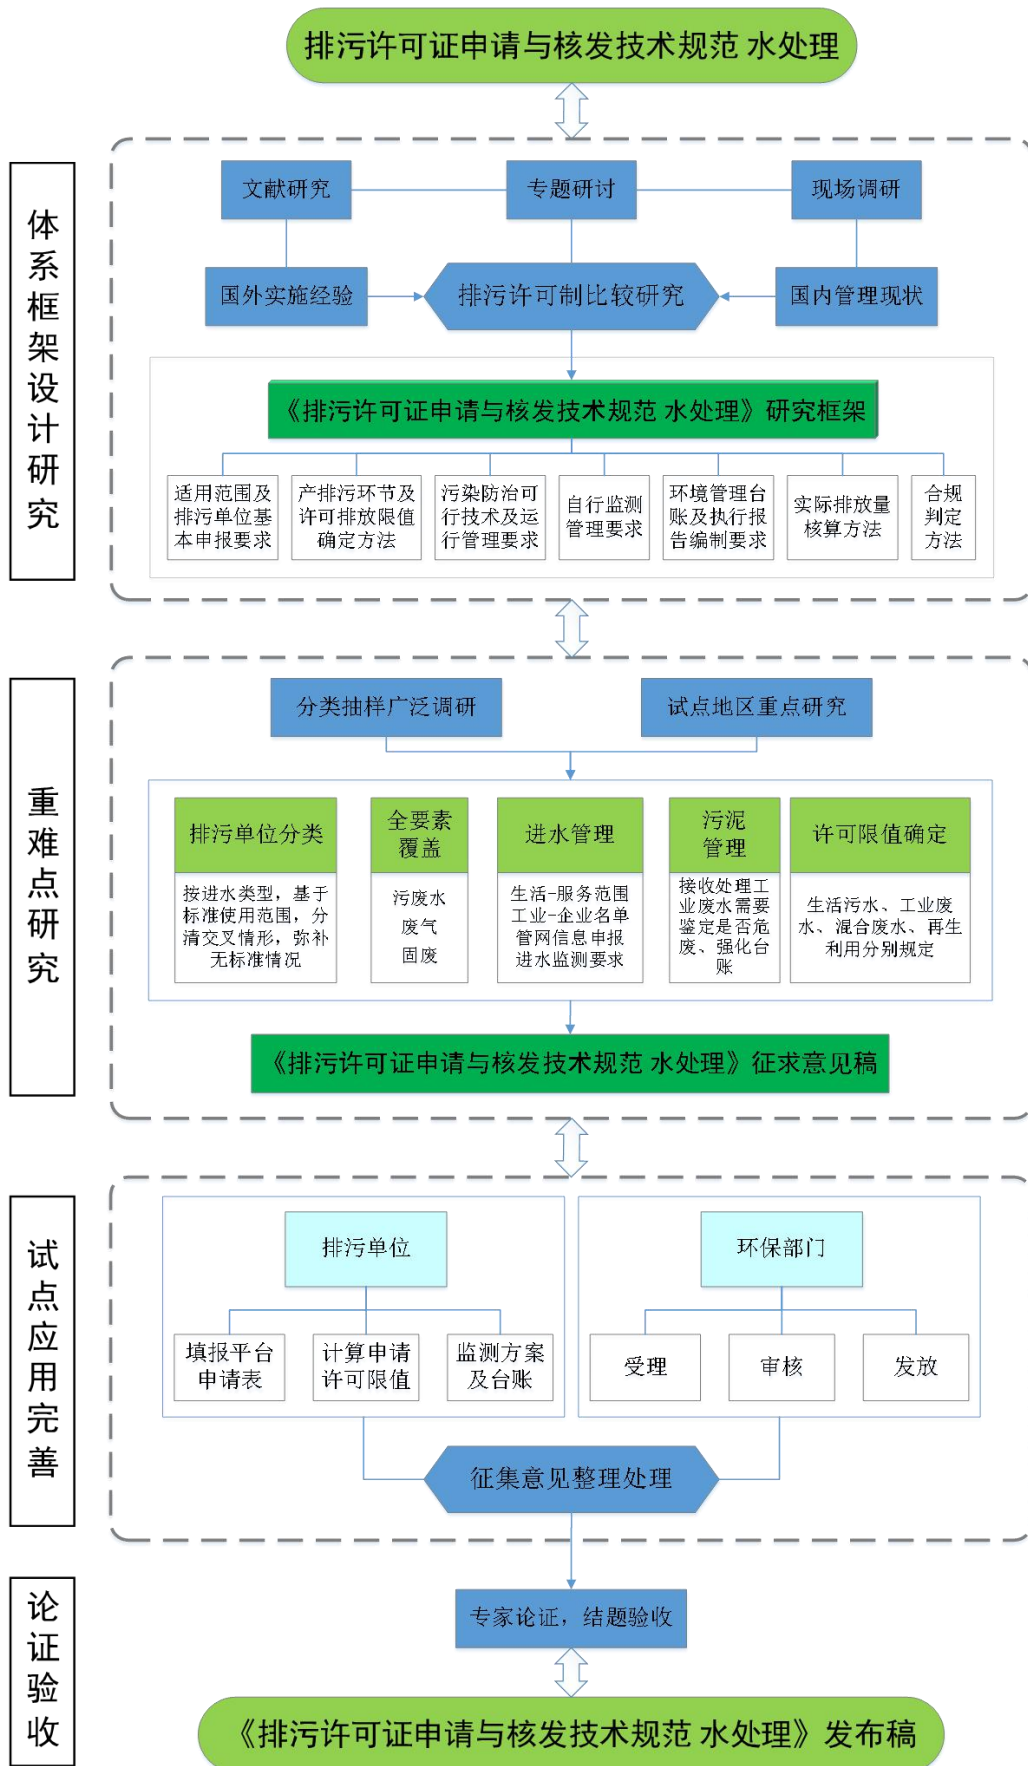 排污许可证申请与核发技术规范 水处理
体系框架设计研究
文献研究
专题研讨
现场调研
国外实施经验
排污许可制比较研究
国内管理现状
《排污许可证申请与核发技术规范 水处理》研究框架
适用范围及
排污单位基
本申报要求
产排污环节及
许可排放限值
确定方法
污染防治可
行技术及运
行管理要求
自行监测
管理要求
环境管理台
账及执行报
告编制要求
实际排放量
核算方法
合规
判定
方法
重难点研究
分类抽样广泛调研
试点地区重点研究
排污单位分类
按进水类型，基于
标准使用范围，分
清交叉情形，弥补
无标准情况
全要素
覆盖
污废水
废气
固废
进水管理
生活-服务范围
工业-企业名单
管网信息申报
进水监测要求
污泥
管理
接收处理工
业废水需要
鉴定是否危
废、强化台
账
许可限值确定
生活污水、工业废
水、混合废水、再生
利用分别规定
《排污许可证申请与核发技术规范 水处理》征求意见稿
试点应用完善
排污单位
环保部门
填报平台
申请表
计算申请
许可限值
监测方案
及台账
受理
审核
发放
征集意见整理处理
论证验收
专家论证，结题验收
《排污许可证申请与核发技术规范 水处理》发布稿